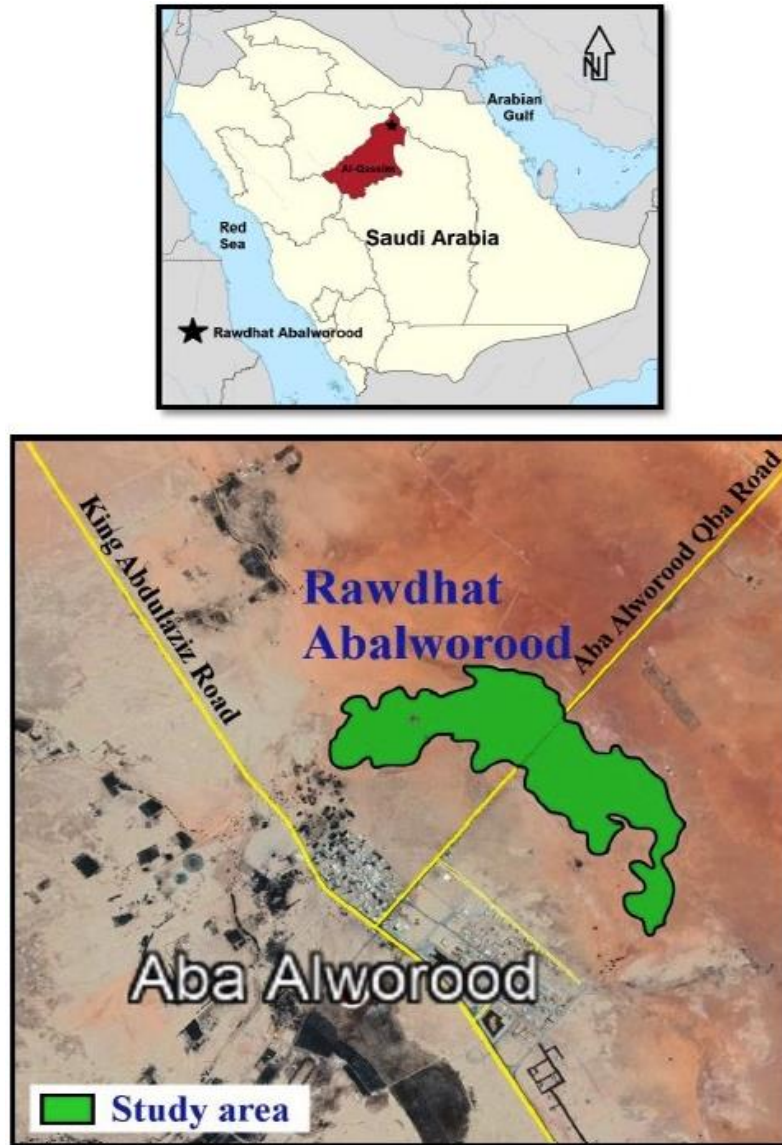 N
Arabian
Gulf
Al-Qassim
Red
Sea
Saudi Arabia
Rawdhat Abalworood
King Abdulaziz Road
Rawdhat
Abalworood
Aba Alworood Qba Road
Aba Alworood
Study area